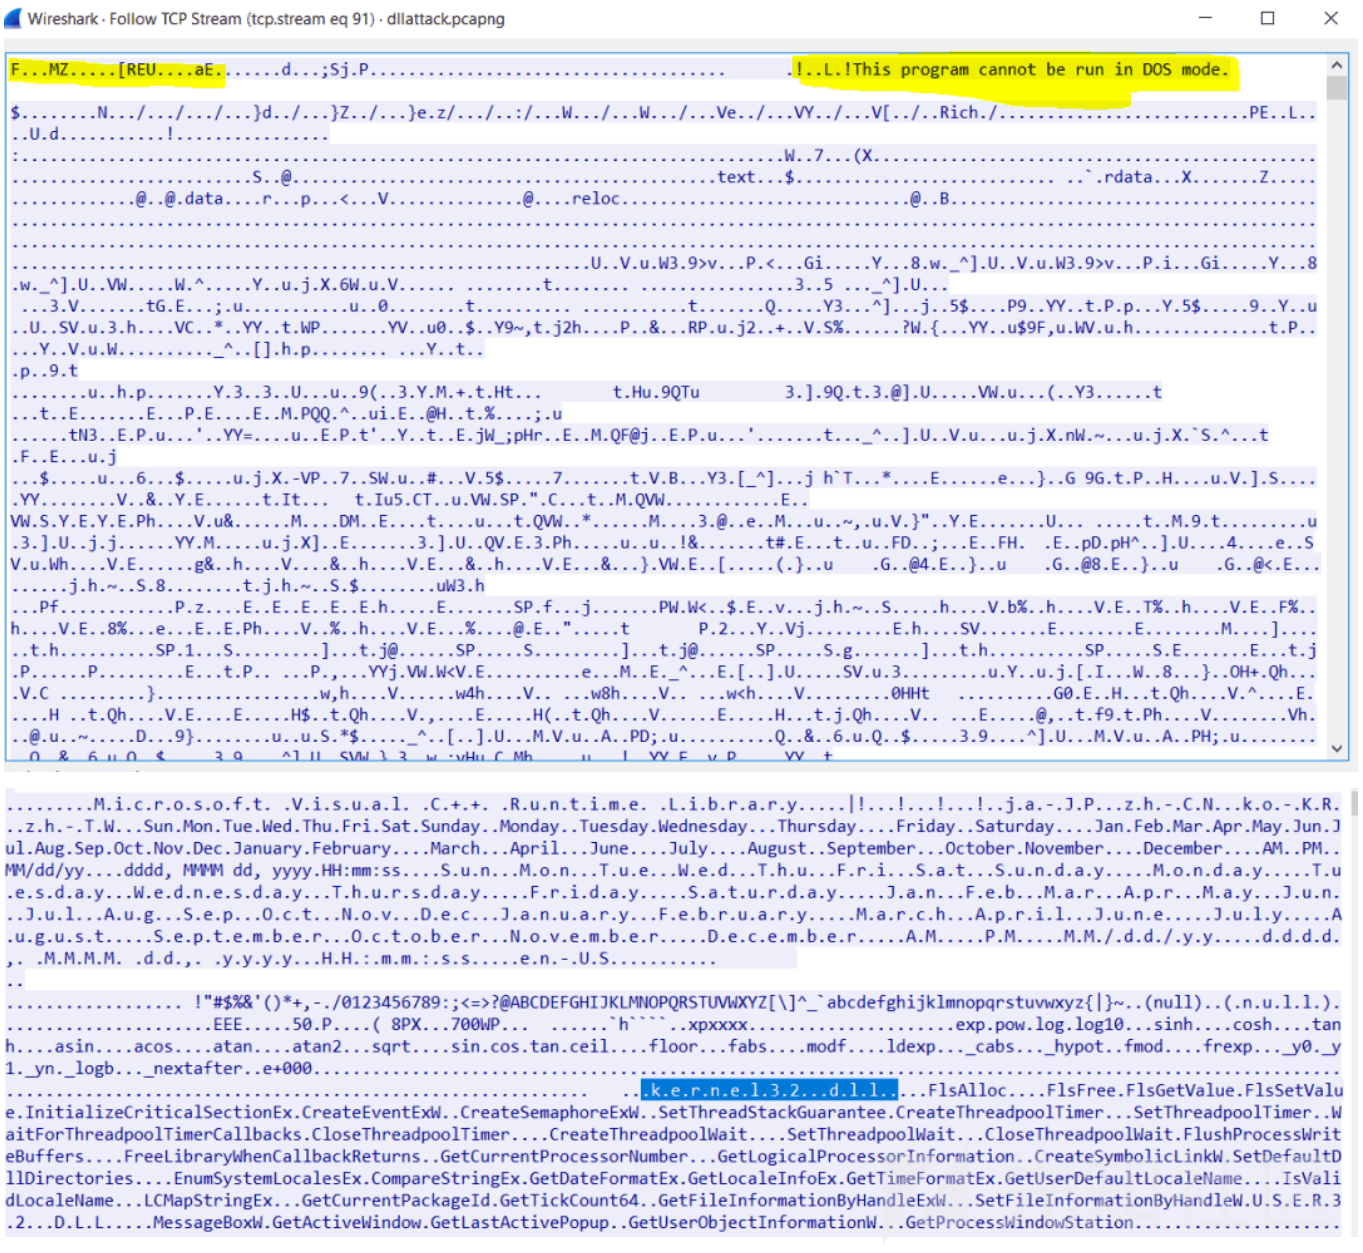 Wireshark · Follow TCP Stream (tcp.stream eq 91) · dllattack.pcapng
F...MZ.....[REU....aE.......d...;Sj.P................................ .!..L.!This program cannot be run in DOS mode.
$........N.../.../.../...}d../...}Z../...}e.z/.../..:/...W.../...W.../...Ve../...VY../...V[../..Rich./..........................PE..L..
..U.d...........!................
:......................................................................W..7...(X..........................................
.........................S..@...........................................text...$.......................... ..`.rdata...X.......Z.....
.............@..@.data....r...p...<...V.............@....reloc.................................@..B.....................................
...............................................................U..V.u.W3.9>v...P.<...Gi.....Y...8.w._^].U..V.u.W3.9>v...P.i...Gi.....Y...8
.w._^].U..VW.....W.^.....Y..u.j.X.6W.u.V...... .........t........ ................3..5 ..._^].U...
...3.V.......tG.E...;.u...........u..0........t......................t.......Q.....Y3...^]...j..5$....P9..YY..t.P.p...Y.5$.....9..Y..u
..U..SV.u.3.h....VC..*..YY..t.WP.......YV..u0..$..Y9~,t.j2h....P..&...RP.u.j2..+..V.S%......?W.{...YY..u$9F,u.WV.u.h..............t.P..
...Y..V.u.W.........._^..[].h.p........ ...Y..t..
.p..9.t
........u..h.p......Y.3..3..U...u..9(..3.Y.M.+.t.Ht... t.Hu.9QTu 3.].9Q.t.3.@].U.....VW.u...(..Y3......t
...t..E.......E...P.E....E..M.PQQ.^..ui.E..@H..t.%....;.u
......tN3..E.P.u...'..YY=....u..E.P.t'..Y..t..E.jW_;pHr..E..M.QF@j..E.P.u...'.......t..._^..].U..V.u...u.j.X.nW.~...u.j.X.`S.^...t
.F..E...u.j
...$.....u...6...$.....u.j.X.-VP..7..SW.u..#...V.5$.....7........t.V.B...Y3.[_^]...j h`T...*....E......e...}..G 9G.t.P..H....u.V.].S....
.YY........V..&..Y.E......t.It... t.Iu5.CT..u.VW.SP.".C...t..M.QVW............E..
VW.S.Y.E.Y.E.Ph....V.u&......M....DM..E....t....u...t.QVW..*......M....3.@..e..M...u..~,.u.V.}"..Y.E.......U... .....t..M.9.t.........u
.3.].U..j.j......YY.M.....u.j.X]..E.......3.].U..QV.E.3.Ph.....u..u..!&.......t#.E...t..u..FD..;...E..FH. .E..pD.pH^..].U....4....e..S
V.u.Wh....V.E......g&..h....V....&..h....V.E...&..h....V.E...&...}.VW.E..[.....(.}..u .G..@4.E..}..u .G..@8.E..}..u .G..@<.E...
......j.h.~..S.8........t.j.h.~..S.$........uW3.h
...Pf............P.z....E..E..E..E..E.h.....E.......SP.f...j.......PW.W<..$.E..v...j.h.~..S.....h....V.b%..h....V.E..T%..h....V.E..F%..
h....V.E..8%...e...E..E.Ph....V..%..h....V.E...%....@.E..".....t P.2...Y..Vj.........E.h....SV.......E........E........M....]....
..t.h.........SP.1...S.........]...t.j@......SP.....S.........]...t.j@......SP.....S.g.......]...t.h.........SP.....S.E.......E...t.j
.P......P........E...t.P.. ...P.,...YYj.VW.W<V.E..........e...M..E._^...E.[..].U.....SV.u.3.........u.Y..u.j.[.I...W..8...}..OH+.Qh...
.V.C .........}...............w,h....V......w4h....V.. ...w8h....V.. ...w<h....V.........0HHt ..........G0.E..H...t.Qh....V.^....E.
....H ..t.Qh....V.E....E.....H$..t.Qh....V.,....E.....H(..t.Qh....V......E.....H...t.j.Qh....V.. ...E.....@,..t.f9.t.Ph....V........Vh.
..@.u..~.....D...9}.........u..u.S.*$....._^..[..].U...M.V.u..A..PD;.u.........Q..&..6.u.Q..$.....3.9....^].U...M.V.u..A..PH;.u.......
.........M.i.c.r.o.s.o.f.t. .V.i.s.u.a.l. .C.+.+. .R.u.n.t.i.m.e. .L.i.b.r.a.r.y.....|!...!...!...!..j.a.-.J.P...z.h.-.C.N...k.o.-.K.R.
..z.h.-.T.W...Sun.Mon.Tue.Wed.Thu.Fri.Sat.Sunday..Monday..Tuesday.Wednesday...Thursday....Friday..Saturday....Jan.Feb.Mar.Apr.May.Jun.J
ul.Aug.Sep.Oct.Nov.Dec.January.February....March...April...June....July....August..September...October.November....December....AM..PM..
MM/dd/yy....dddd, MMMM dd, yyyy.HH:mm:ss....S.u.n...M.o.n...T.u.e...W.e.d...T.h.u...F.r.i...S.a.t...S.u.n.d.a.y.....M.o.n.d.a.y.....T.u
.e.s.d.a.y...W.e.d.n.e.s.d.a.y...T.h.u.r.s.d.a.y.....F.r.i.d.a.y.....S.a.t.u.r.d.a.y.....J.a.n...F.e.b...M.a.r...A.p.r...M.a.y...J.u.n.
..J.u.l...A.u.g...S.e.p...O.c.t...N.o.v...D.e.c...J.a.n.u.a.r.y...F.e.b.r.u.a.r.y.....M.a.r.c.h...A.p.r.i.l...J.u.n.e.....J.u.l.y.....A
.u.g.u.s.t.....S.e.p.t.e.m.b.e.r...O.c.t.o.b.e.r...N.o.v.e.m.b.e.r.....D.e.c.e.m.b.e.r.....A.M.....P.M.....M.M./.d.d./.y.y.....d.d.d.d.
,. .M.M.M.M. .d.d.,. .y.y.y.y...H.H.:.m.m.:.s.s.....e.n.-.U.S...........
..
................. !"#$%&'()*+,-./0123456789:;<=>?@ABCDEFGHIJKLMNOPQRSTUVWXYZ[\]^_`abcdefghijklmnopqrstuvwxyz{|}~..(null)..(.n.u.l.l.).
....................EEE.....50.P....( 8PX...700WP... ......`h````..xpxxxx....................exp.pow.log.log10...sinh....cosh....tan
h....asin....acos....atan....atan2...sqrt....sin.cos.tan.ceil....floor...fabs....modf....ldexp..._cabs..._hypot..fmod....frexp..._y0._y
1._yn._logb..._nextafter..e+000.........................................................................................................
......................................................... ...k.e.r.n.e.l.3.2...d.l.l.....FlsAlloc....FlsFree.FlsGetValue.FlsSetValu
e.InitializeCriticalSectionEx.CreateEventExW..CreateSemaphoreExW..SetThreadStackGuarantee.CreateThreadpoolTimer...SetThreadpoolTimer..W
aitForThreadpoolTimerCallbacks.CloseThreadpoolTimer....CreateThreadpoolWait....SetThreadpoolWait...CloseThreadpoolWait.FlushProcessWrit
eBuffers....FreeLibraryWhenCallbackReturns..GetCurrentProcessorNumber...GetLogicalProcessorInformation..CreateSymbolicLinkW.SetDefaultD
llDirectories....EnumSystemLocalesEx.CompareStringEx.GetDateFormatEx.GetLocaleInfoEx.GetTimeFormatEx.GetUserDefaultLocaleName....IsVali
dLocaleName...LCMapStringEx...GetCurrentPackageId.GetTickCount64..GetFileInformationByHandleExW...SetFileInformationByHandleW.U.S.E.R.3
.2...D.L.L.....MessageBoxW.GetActiveWindow.GetLastActivePopup..GetUserObjectInformationW...GetProcessWindowStation.....................